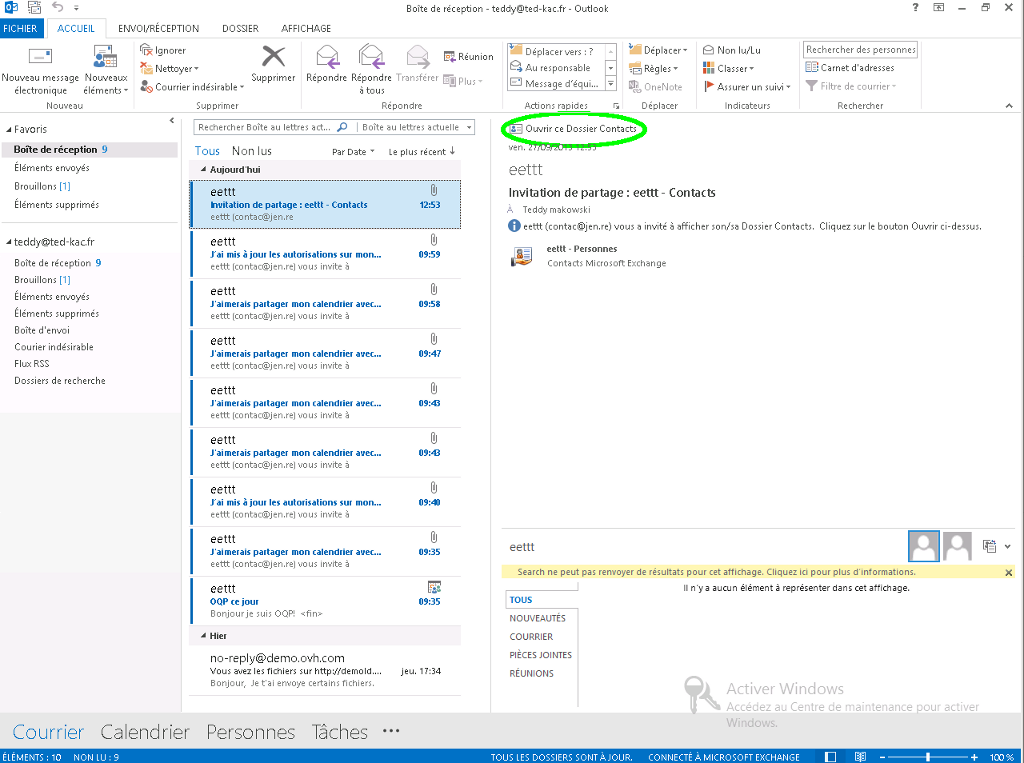 Boîte de réception - teddy@ted-kac.fr - Outlook
FICHIER ACCUEIL ENVOI/RÉCEPTION DOSSIER AFFICHAGE
Nouveau message électronique
Nouveaux éléments
Nouveau
Ignorer
Nettoyer
Courrier indésirable
Supprimer
Supprimer
Répondre
Répondre à tous
Transférer
Réunion
Plus
Répondre
Déplacer vers : ?
Au responsable
Message d'équi...
Actions rapides
Déplacer
Règles
OneNote
Déplacer
Non lu/Lu
Classer
Assurer un suivi
Indicateurs
Rechercher des personnes
Carnet d'adresses
Filtre de courrier
Rechercher
Favoris
Boîte de réception 9
Éléments envoyés
Brouillons [1]
Éléments supprimés
teddy@ted-kac.fr
Boîte de réception 9
Brouillons [1]
Éléments envoyés
Éléments supprimés
Boîte d'envoi
Courier indésirable
Flux RSS
Dossiers de recherche
Rechercher Boîte au lettres act... Boîte au lettres actuelle
Tous Non lus Par Date Le plus récent
Aujourd'hui
eettt
Invitation de partage : eettt - Contacts 12:53
eettt (contac@jen.re
eettt
J'ai mis à jour les autorisations sur mon... 09:59
eettt (contac@jen.re) vous invite à
eettt
J'aimerais partager mon calendrier avec... 09:58
eettt (contac@jen.re) vous invite à
eettt
J'aimerais partager mon calendrier avec... 09:47
eettt (contac@jen.re) vous invite à
eettt
J'aimerais partager mon calendrier avec... 09:43
eettt (contac@jen.re) vous invite à
eettt
J'aimerais partager mon calendrier avec... 09:43
eettt (contac@jen.re) vous invite à
eettt
J'ai mis à jour les autorisations sur mon... 09:40
eettt (contac@jen.re) vous invite à
eettt
J'aimerais partager mon calendrier avec... 09:35
eettt (contac@jen.re) vous invite à
eettt
OQP ce jour 09:35
Bonjour je suis OQP! <fin>
Hier
no-reply@demo.ovh.com
Vous avez les fichiers sur http://demold.... jeu. 17:34
Bonjour, Je t'ai envoye certains fichiers.
Ouvrir ce Dossier Contacts
ven. 27/09/2013 12:53
eettt
Invitation de partage : eettt - Contacts
À Teddy makowski
eettt (contac@jen.re) vous a invité à afficher son/sa Dossier Contacts. Cliquez sur le bouton Ouvrir ci-dessus.
eettt - Personnes
Contacts Microsoft Exchange
eettt
Search ne peut pas renvoyer de résultats pour cet affichage. Cliquez ici pour plus d'informations.
Il n'y a aucun élément à représenter dans cet affichage.
TOUS
NOUVEAUTÉS
COURRIER
PIÈCES JOINTES
RÉUNIONS
Activer Windows
Accédez au Centre de maintenance pour activer
Windows.
Courrier Calendrier Personnes Tâches •••
ÉLÉMENTS : 10 NON LU : 9 TOUS LES DOSSIERS SONT À JOUR. CONNECTÉ À MICROSOFT EXCHANGE 100 %